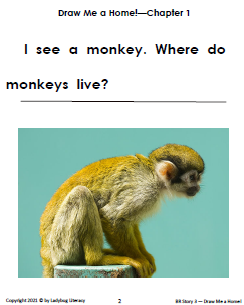 Draw Me a Home!—Chapter 1
I see a monkey. Where do
monkeys live?
Copyright 2021 © by Ladybug Literacy
2
BR Story 3 — Draw Me a Home!